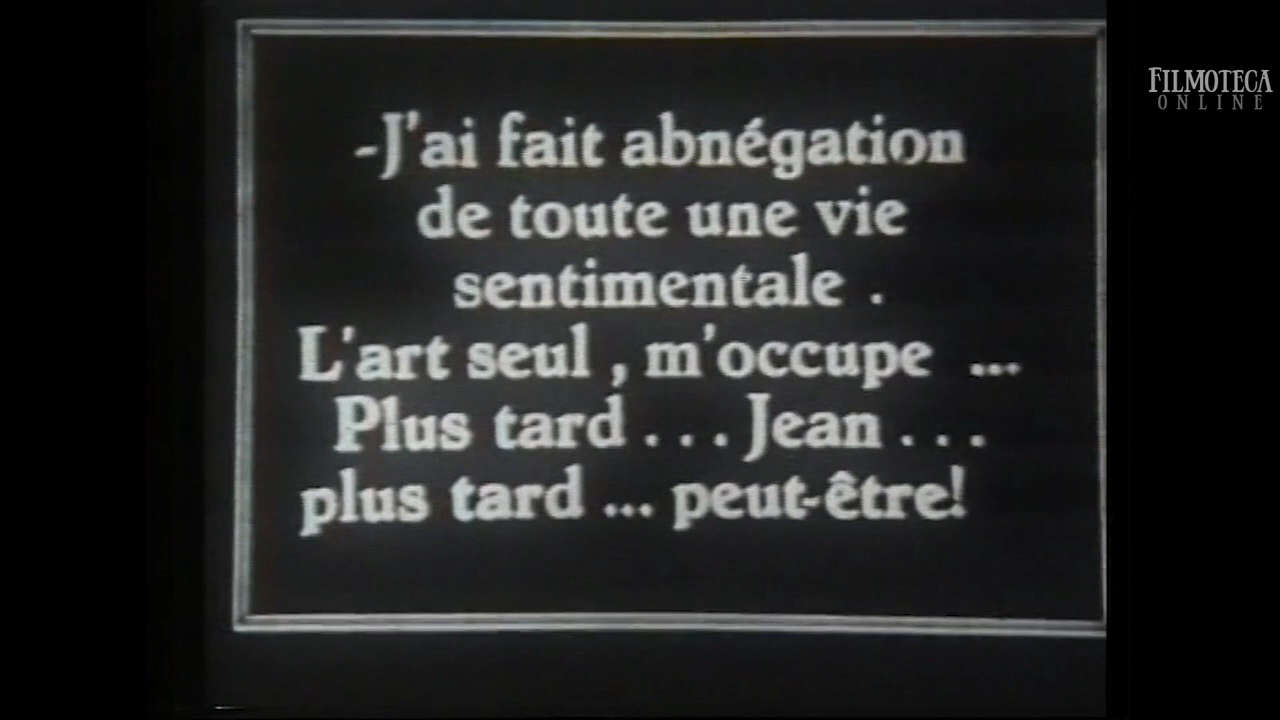 -J'ai fait abnégation
de toute une vie
sentimentale .
L'art seul , m'occupe ...
Plus tard . . . Jean . . .
plus tard ... peut-être!
FILMOTECA
ONLINE